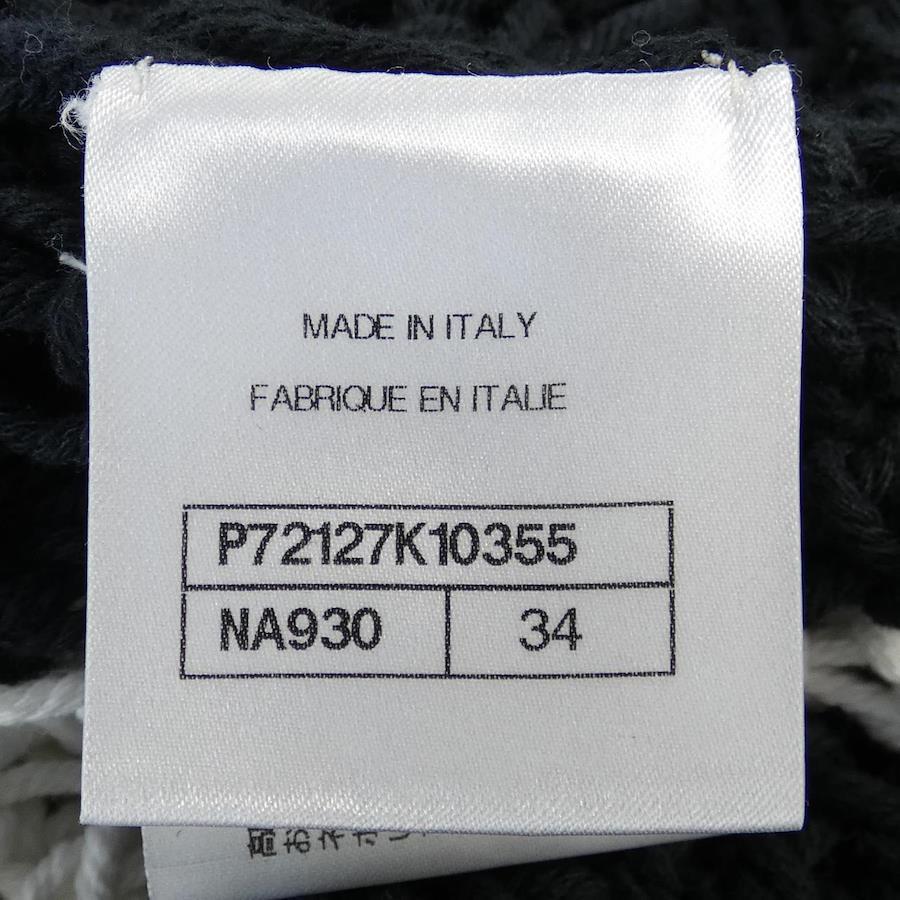 MADE IN ITALY
FABRIQUE EN ITALIE
P72127K10355
NA930 34